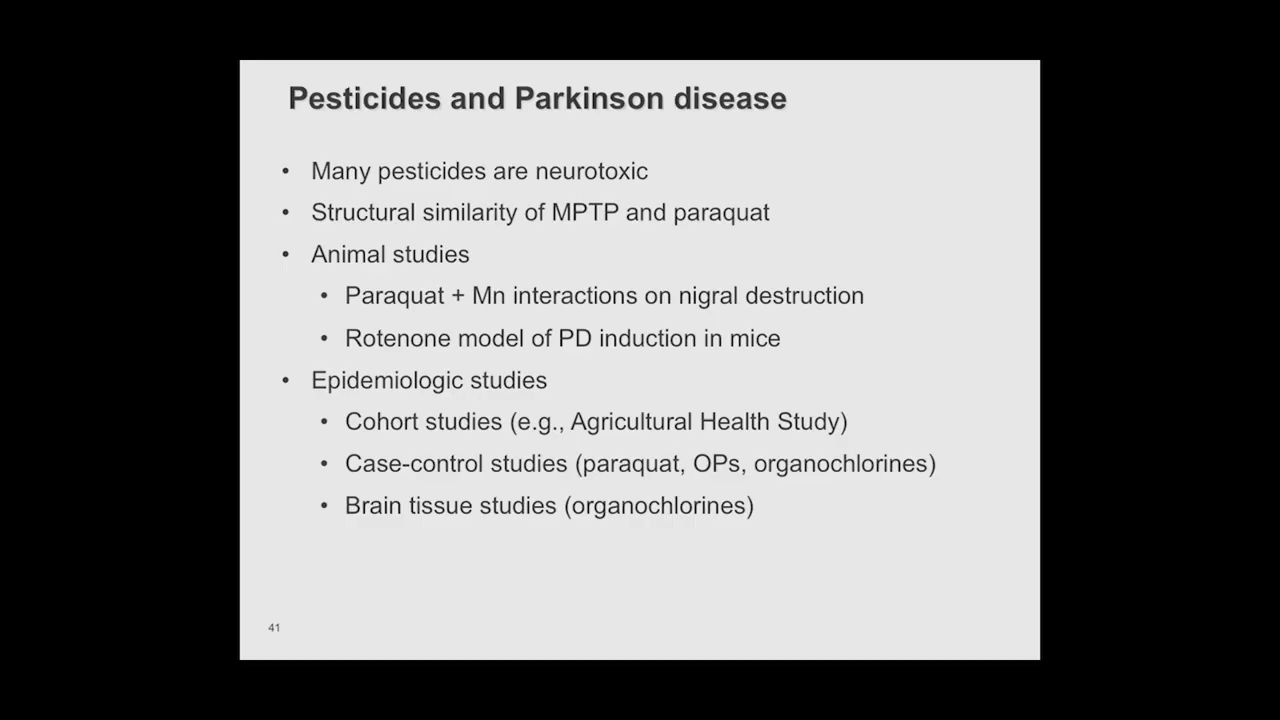 Pesticides and Parkinson disease
• Many pesticides are neurotoxic
• Structural similarity of MPTP and paraquat
• Animal studies
• Paraquat + Mn interactions on nigral destruction
• Rotenone model of PD induction in mice
• Epidemiologic studies
• Cohort studies (e.g., Agricultural Health Study)
• Case-control studies (paraquat, OPs, organochlorines)
• Brain tissue studies (organochlorines)
41